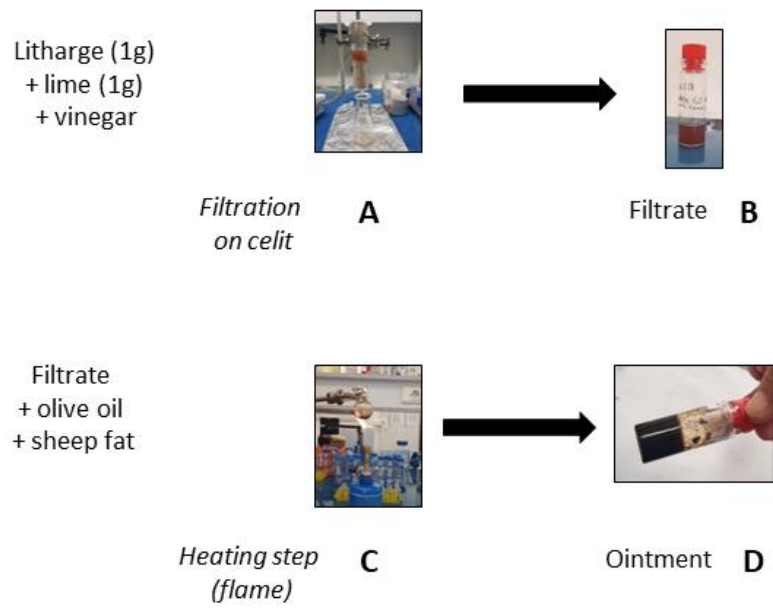 Litharge (1g)
+ lime (1g)
+ vinegar
Filtration
on celit
A
Filtrate
B
Filtrate
+ olive oil
+ sheep fat
Heating step
(flame)
C
Ointment
D